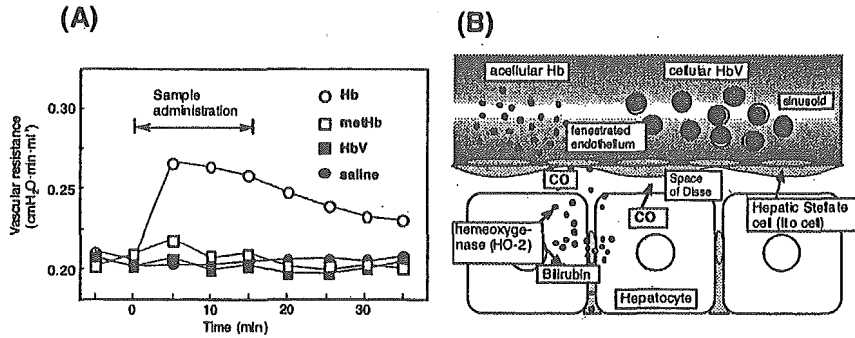 (A)
Vascular resistance
(cmH₂O·min·ml⁻¹)
0.30
0.25
0.20
Sample
administration
Hb
metHb
HbV
saline
0
10
20
30
Time (min)
(B)
acellular Hb
cellular HbV
sinusoid
fenestrated
endothelium
CO
Space
of Disse
CO
Hepatic Stellate
cell (Ito cell)
hemeoxyge-
nase (HO-2)
Bilirubin
Hepatocyte